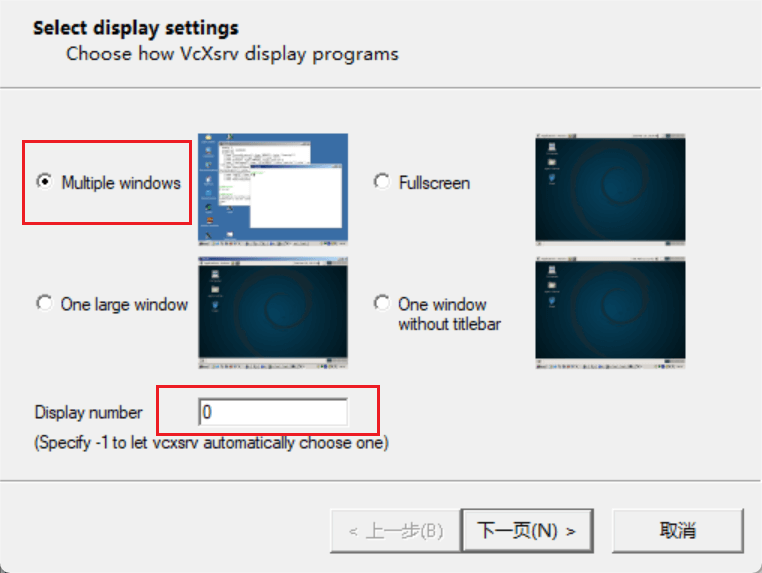 Select display settings
Choose how VcXsrv display programs
Multiple windows
Fullscreen
One large window
One window
without titlebar
Display number
0
(Specify -1 to let vcxsrv automatically choose one)
< 上一步(B)
下一页(N) >
取消